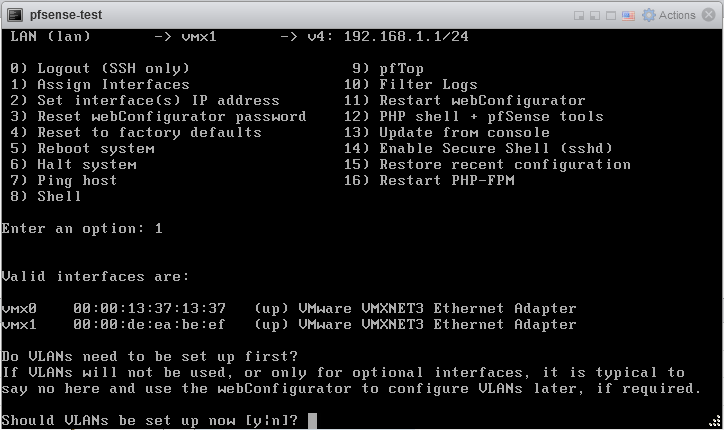 pfsense-test
Actions
LAN (lan)       -> vmx1       -> v4: 192.168.1.1/24
0) Logout (SSH only)                  9) pfTop
1) Assign Interfaces                 10) Filter Logs
2) Set interface(s) IP address       11) Restart webConfigurator
3) Reset webConfigurator password    12) PHP shell + pfSense tools
4) Reset to factory defaults         13) Update from console
5) Reboot system                     14) Enable Secure Shell (sshd)
6) Halt system                       15) Restore recent configuration
7) Ping host                         16) Restart PHP-FPM
8) Shell
Enter an option: 1
Valid interfaces are:
vmx0    00:00:13:37:13:37   (up) VMware VMXNET3 Ethernet Adapter
vmx1    00:00:de:ea:be:ef   (up) VMware VMXNET3 Ethernet Adapter
Do VLANs need to be set up first?
If VLANs will not be used, or only for optional interfaces, it is typical to
say no here and use the webConfigurator to configure VLANs later, if required.
Should VLANs be set up now [y|n]?